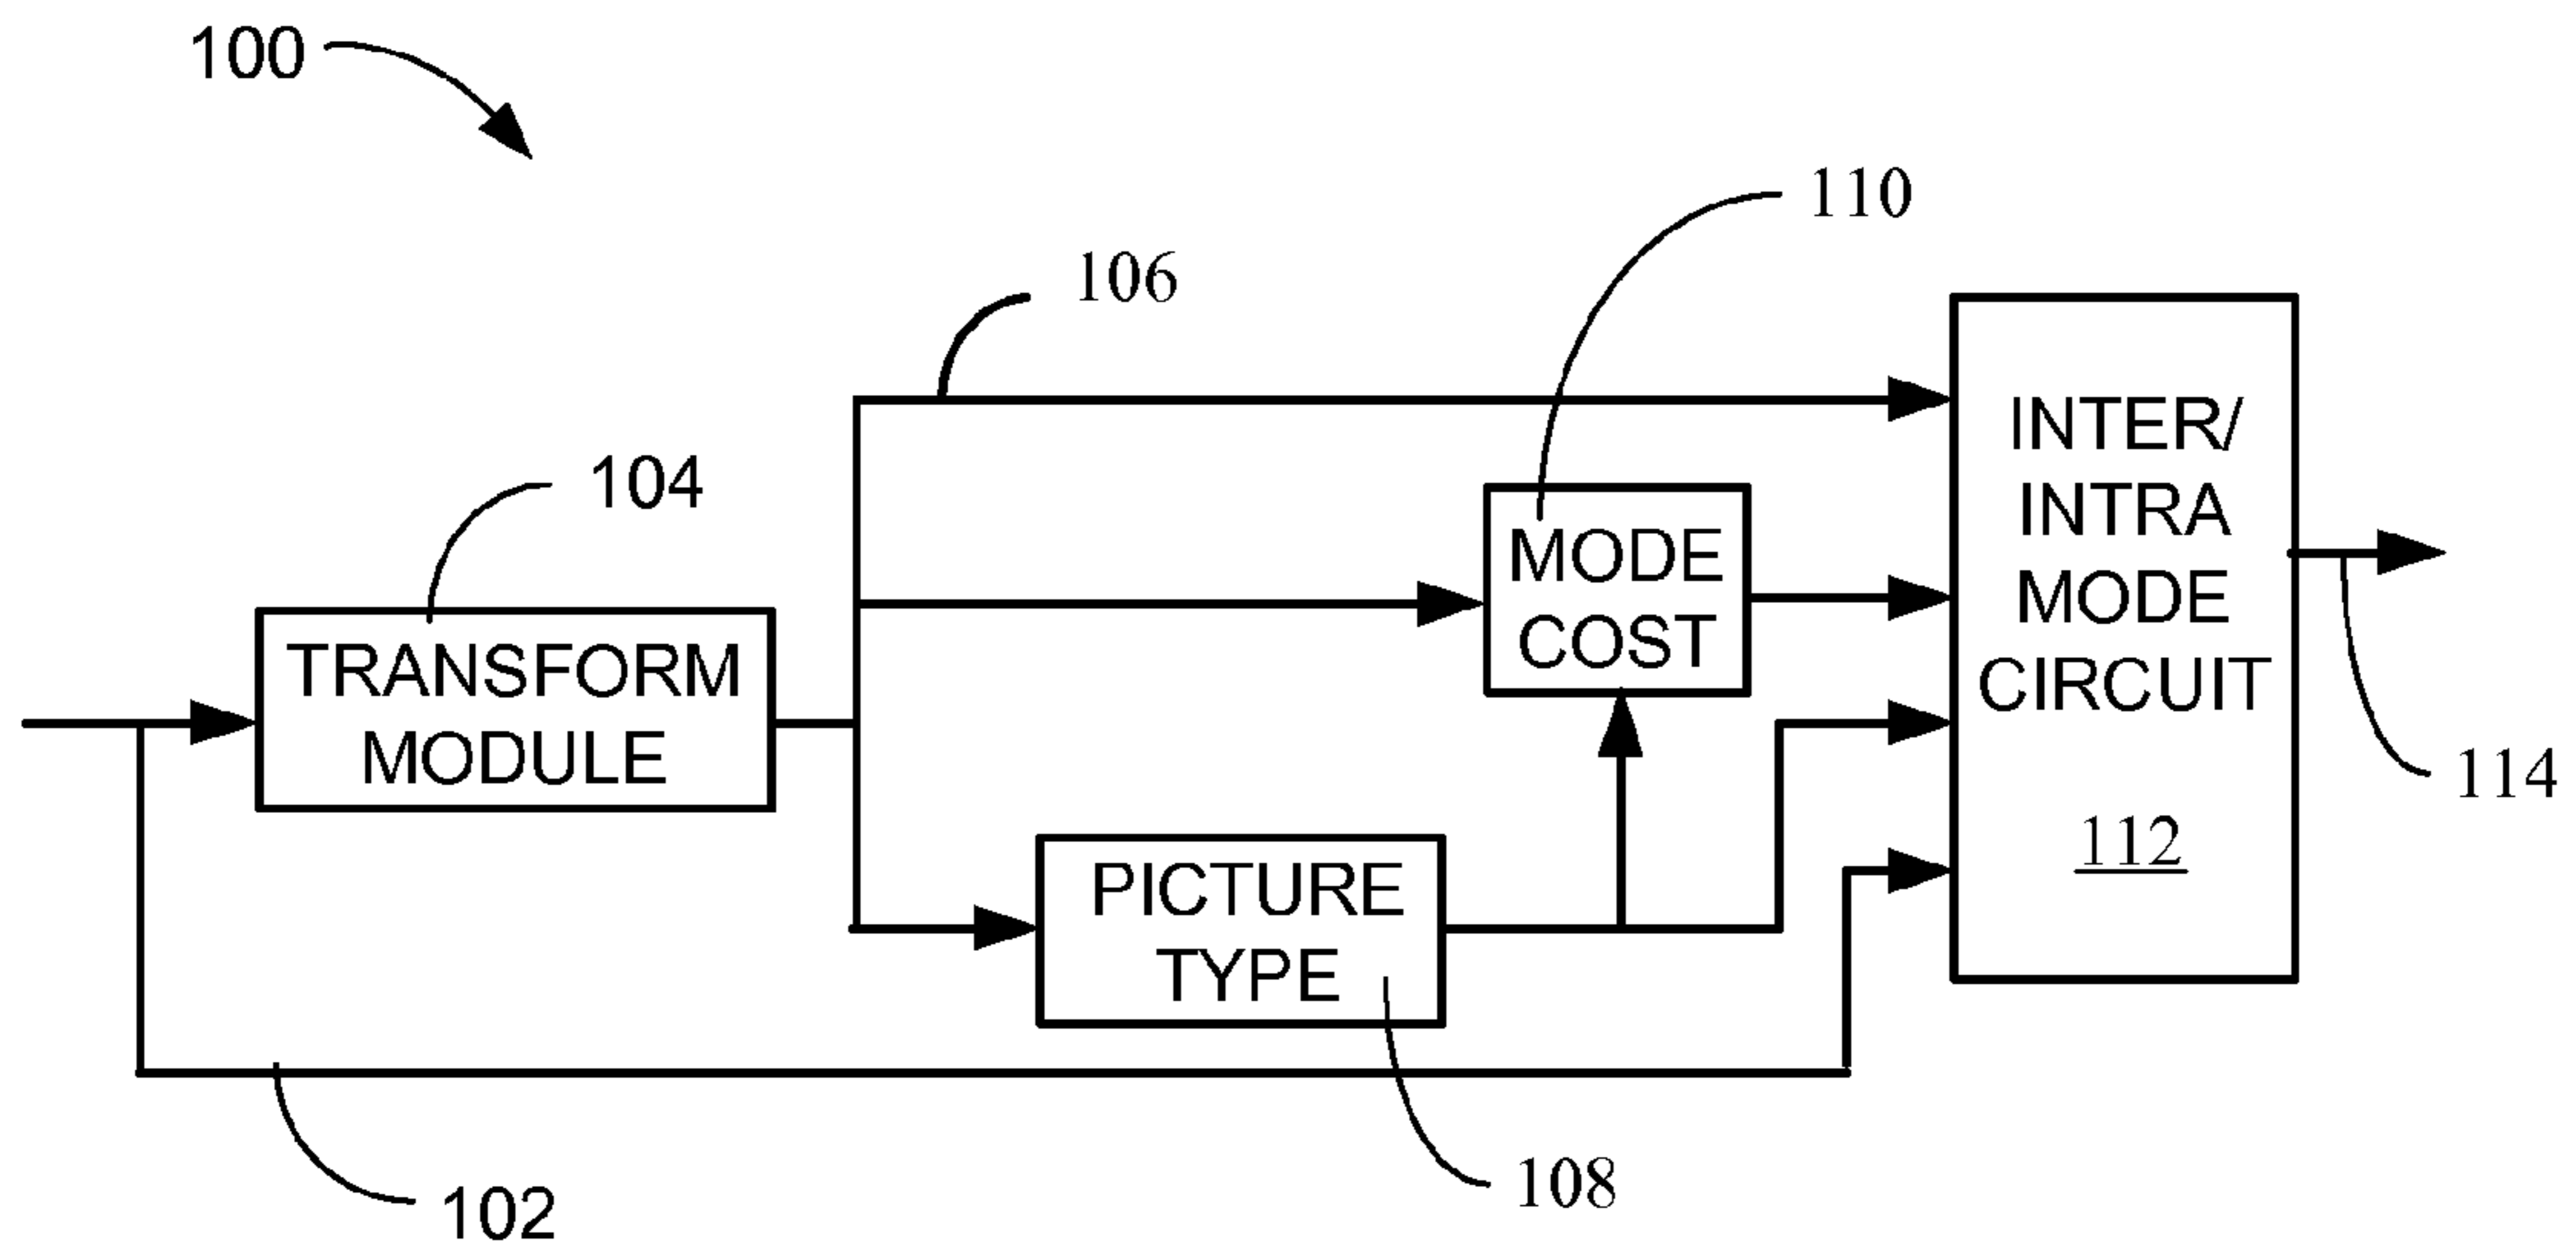 100
110
106
104
INTER/
INTRA
MODE
CIRCUIT
112
MODE
COST
TRANSFORM
MODULE
114
PICTURE
TYPE
108
102